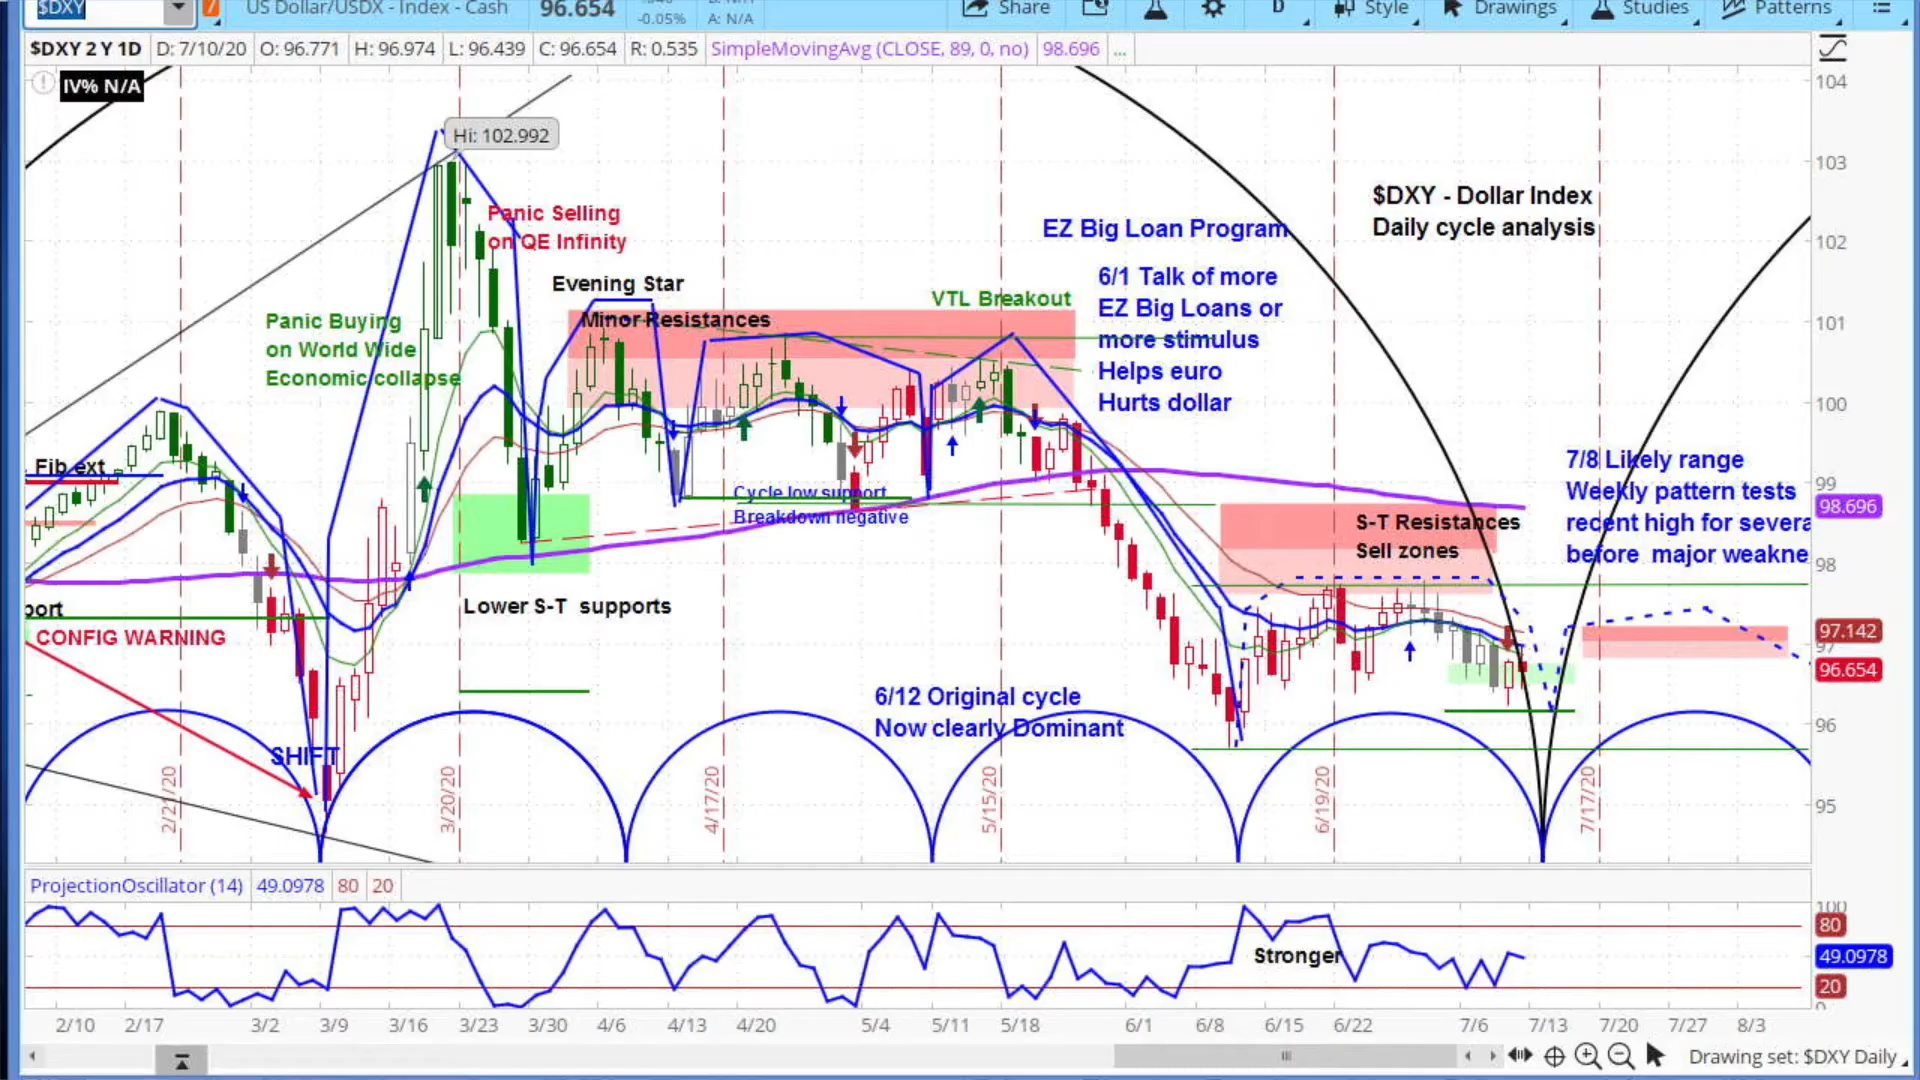 $DXY
US Dollar/USDX - Index - Cash
96.654
-0.05%
A: N/A
Share
D
Style
Drawings
Studies
Patterns
$DXY 2 Y 1D
D: 7/10/20
O: 96.771
H: 96.974
L: 96.439
C: 96.654
R: 0.535
SimpleMovingAvg (CLOSE, 89, 0, no)
98.696
...
IV% N/A
Hi: 102.992
Panic Selling
on QE Infinity
Evening Star
Minor Resistances
Panic Buying
on World Wide
Economic collapse
VTL Breakout
EZ Big Loan Program
6/1 Talk of more
EZ Big Loans or
more stimulus
Helps euro
Hurts dollar
$DXY - Dollar Index
Daily cycle analysis
Fib ext
Cycle low support
Breakdown negative
7/8 Likely range
Weekly pattern tests
recent high for severa
before major weakne
S-T Resistances
Sell zones
Lower S-T supports
port
CONFIG WARNING
SHIFT
6/12 Original cycle
Now clearly Dominant
2/21/20
3/20/20
4/17/20
5/15/20
6/19/20
7/17/20
104
103
102
101
100
99
98.696
98
97.142
97
96.654
96
95
ProjectionOscillator (14)
49.0978
80
20
Stronger
100
80
49.0978
20
0
2/10
2/17
3/2
3/9
3/16
3/23
3/30
4/6
4/13
4/20
5/4
5/11
5/18
6/1
6/8
6/15
6/22
7/6
7/13
7/20
7/27
8/3
Drawing set: $DXY Daily